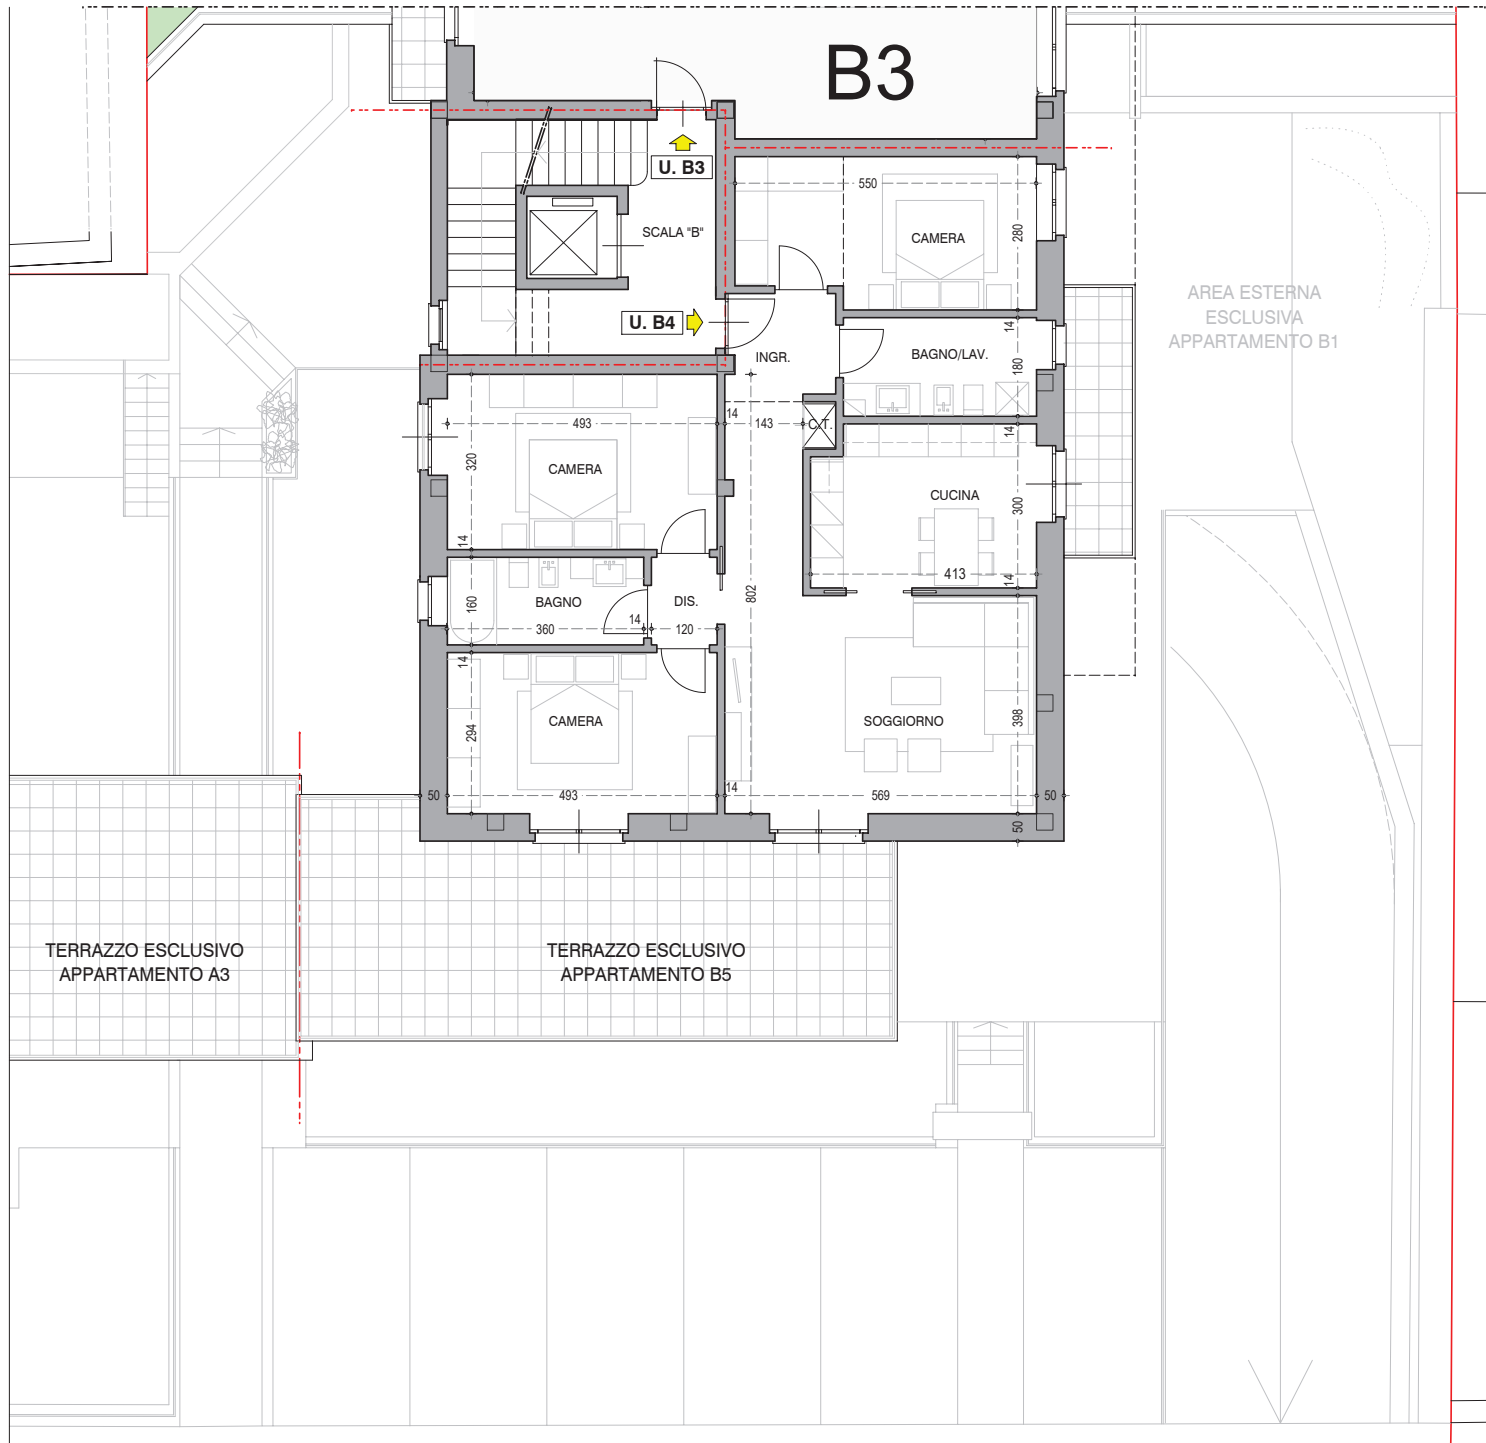 B3
U. B3
550
SCALA "B"
CAMERA
280
AREA ESTERNA
ESCLUSIVA
APPARTAMENTO B1
U. B4
14
INGR.
BAGNO/LAV.
180
14
493
143
C.T.
14
320
CAMERA
CUCINA
300
14
413
14
160
BAGNO
DIS.
802
14
360
120
14
CAMERA
SOGGIORNO
294
398
14
50
493
569
50
50
TERRAZZO ESCLUSIVO
APPARTAMENTO A3
TERRAZZO ESCLUSIVO
APPARTAMENTO B5